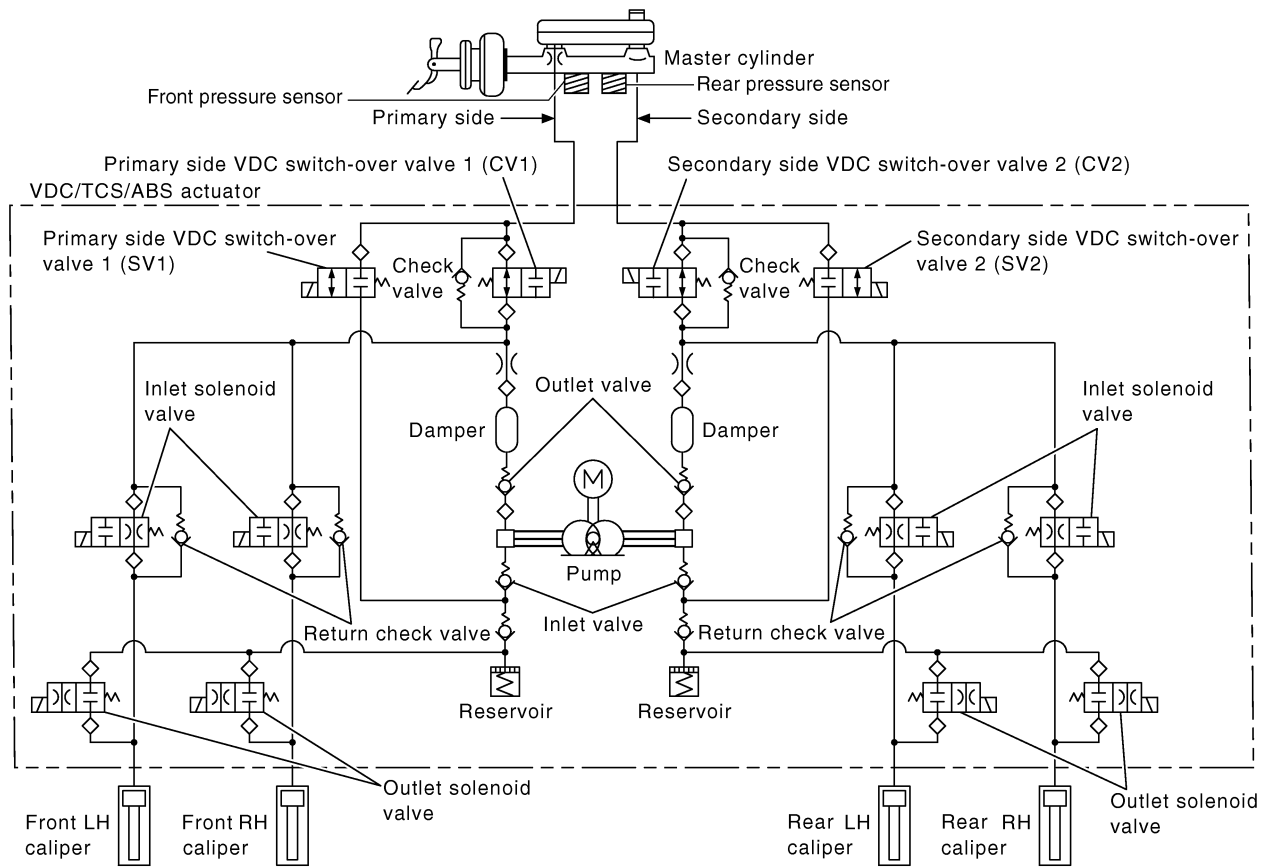 Master cylinder
Rear pressure sensor
Front pressure sensor
Primary side
Secondary side
Primary side VDC switch-over valve 1 (CV1)
Secondary side VDC switch-over valve 2 (CV2)
VDC/TCS/ABS actuator
Primary side VDC switch-over
valve 1 (SV1)
Check
valve
Check
valve
Secondary side VDC switch-over
valve 2 (SV2)
Inlet solenoid
valve
Outlet valve
Inlet solenoid
valve
Damper
Damper
M
Pump
Return check valve
Inlet valve
Return check valve
Reservoir
Reservoir
Outlet solenoid
valve
Outlet solenoid
valve
Front LH
caliper
Front RH
caliper
Rear LH
caliper
Rear RH
caliper